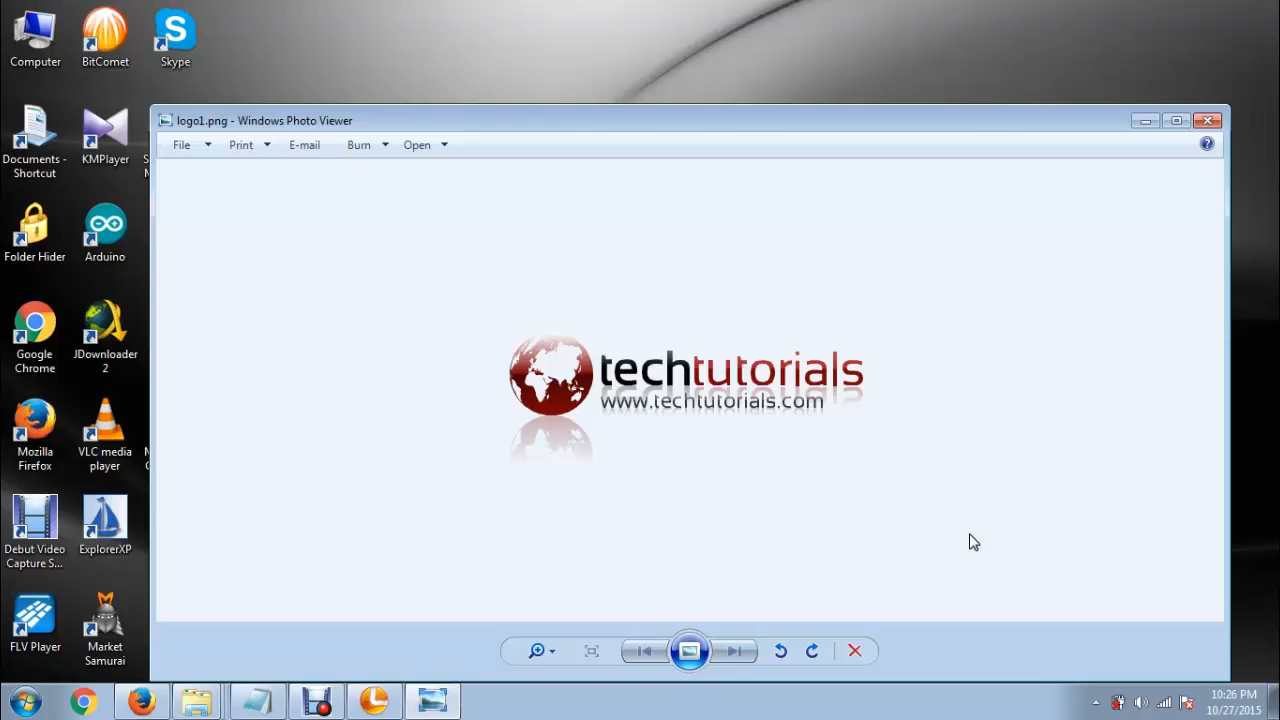 Computer
BitComet
Skype
logo1.png - Windows Photo Viewer
File
Print
E-mail
Burn
Open
Documents -
Shortcut
KMPlayer
S
M
Folder Hider
Arduino
Google
Chrome
JDownloader
2
techtutorials
www.techtutorials.com
Mozilla
Firefox
VLC media
player
Debut Video
Capture S...
ExplorerXP
FLV Player
Market
Samurai
10:26 PM
10/27/2015